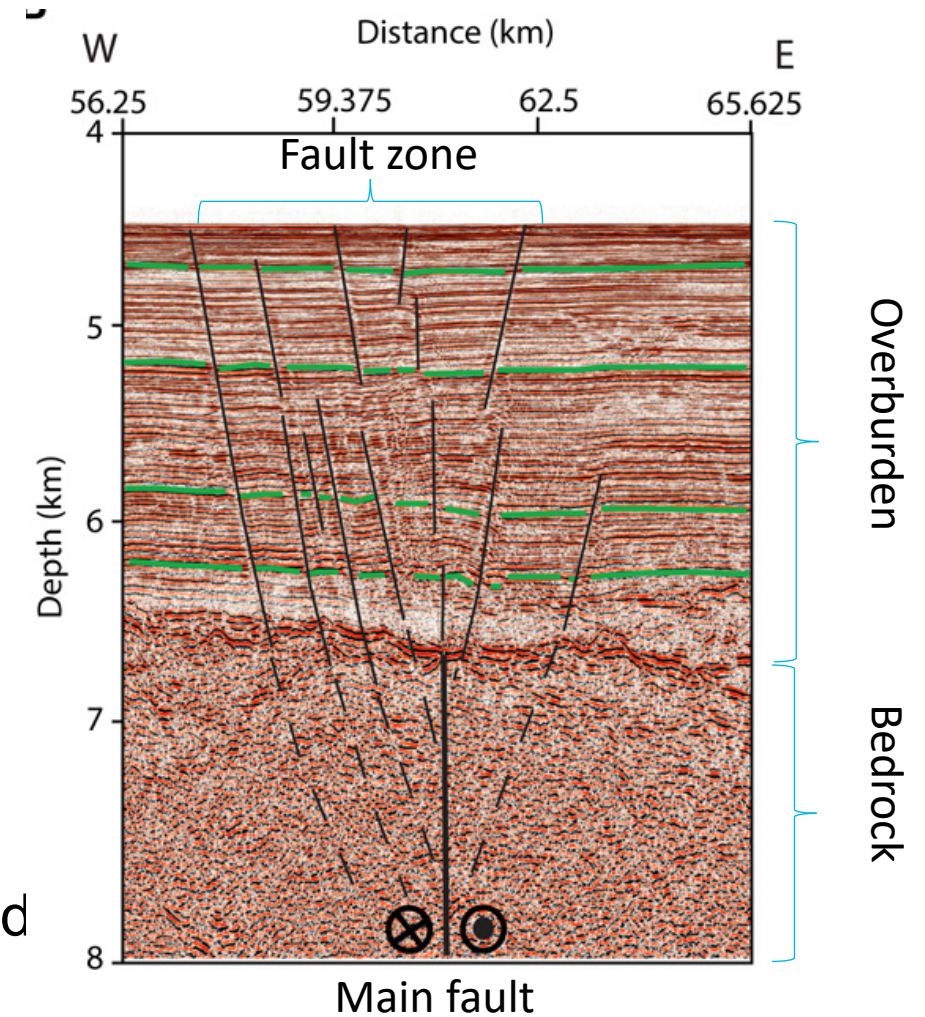 Distance (km)
W
E
56.25
59.375
62.5
65.625
4
Fault zone
5
Overburden
Depth (km)
6
7
Bedrock
d
8
Main fault